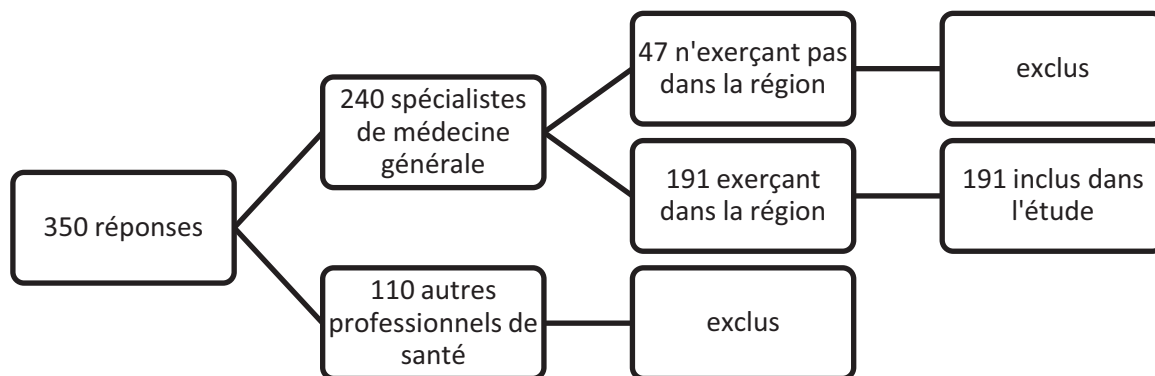 350 réponses
240 spécialistes
de médecine
générale
47 n'exerçant pas
dans la région
exclus
191 exerçant
dans la région
191 inclus dans
l'étude
110 autres
professionnels de
santé
exclus